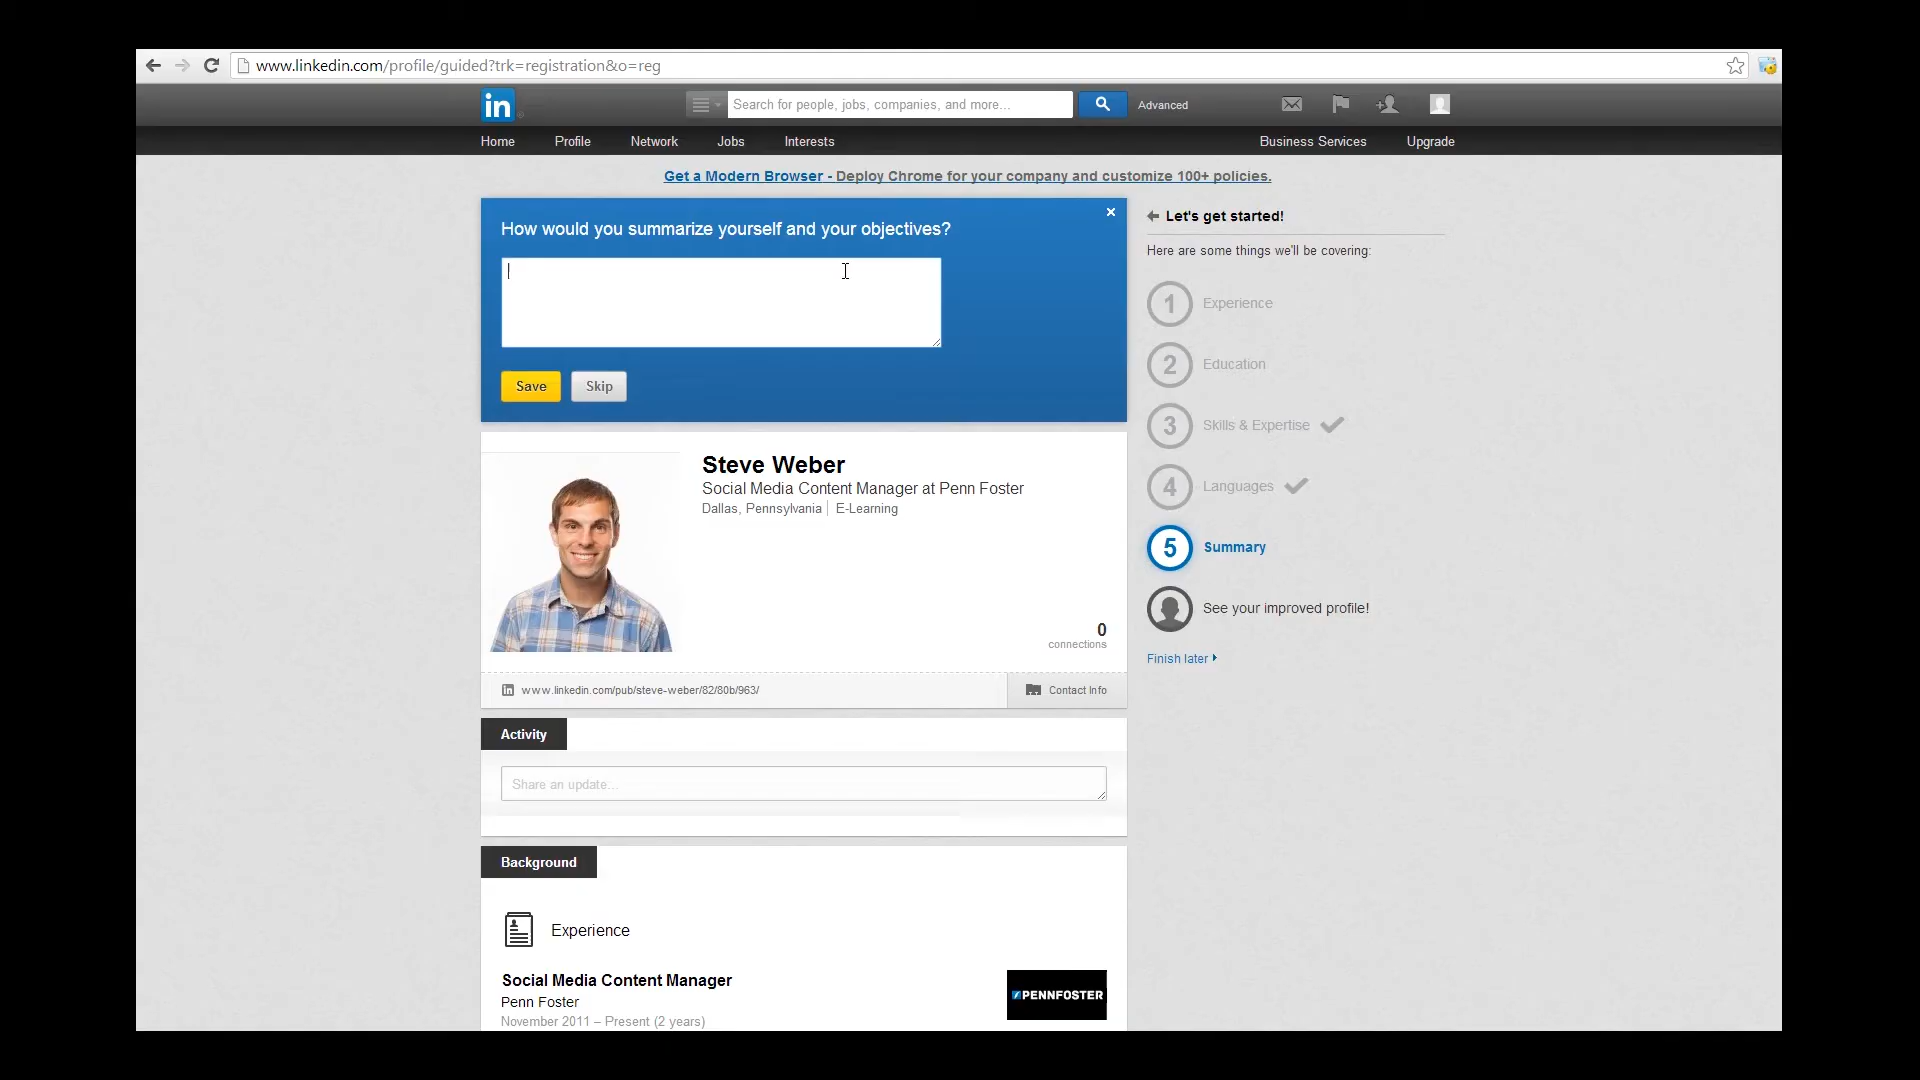 www.linkedin.com/profile/guided?trk=registration&o=reg
in
Search for people, jobs, companies, and more...
Advanced
Home Profile Network Jobs Interests Business Services Upgrade
Get a Modern Browser - Deploy Chrome for your company and customize 100+ policies.
How would you summarize yourself and your objectives?
Save Skip
Steve Weber
Social Media Content Manager at Penn Foster
Dallas, Pennsylvania | E-Learning
0
connections
in www.linkedin.com/pub/steve-weber/82/80b/963/
Contact Info
Activity
Share an update...
Background
Experience
Social Media Content Manager
Penn Foster
November 2011 – Present (2 years)
PENNFOSTER
Let's get started!
Here are some things we'll be covering:
1 Experience
2 Education
3 Skills & Expertise
4 Languages
5 Summary
See your improved profile!
Finish later